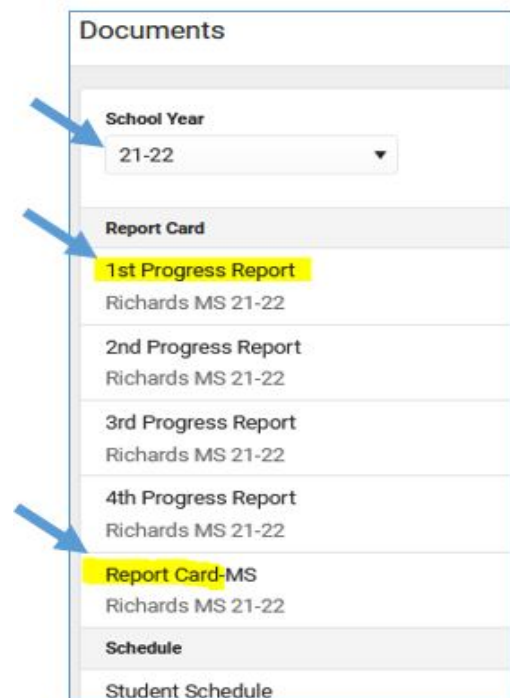 Documents
School Year
21-22
Report Card
1st Progress Report
Richards MS 21-22
2nd Progress Report
Richards MS 21-22
3rd Progress Report
Richards MS 21-22
4th Progress Report
Richards MS 21-22
Report Card-MS
Richards MS 21-22
Schedule
Student Schedule